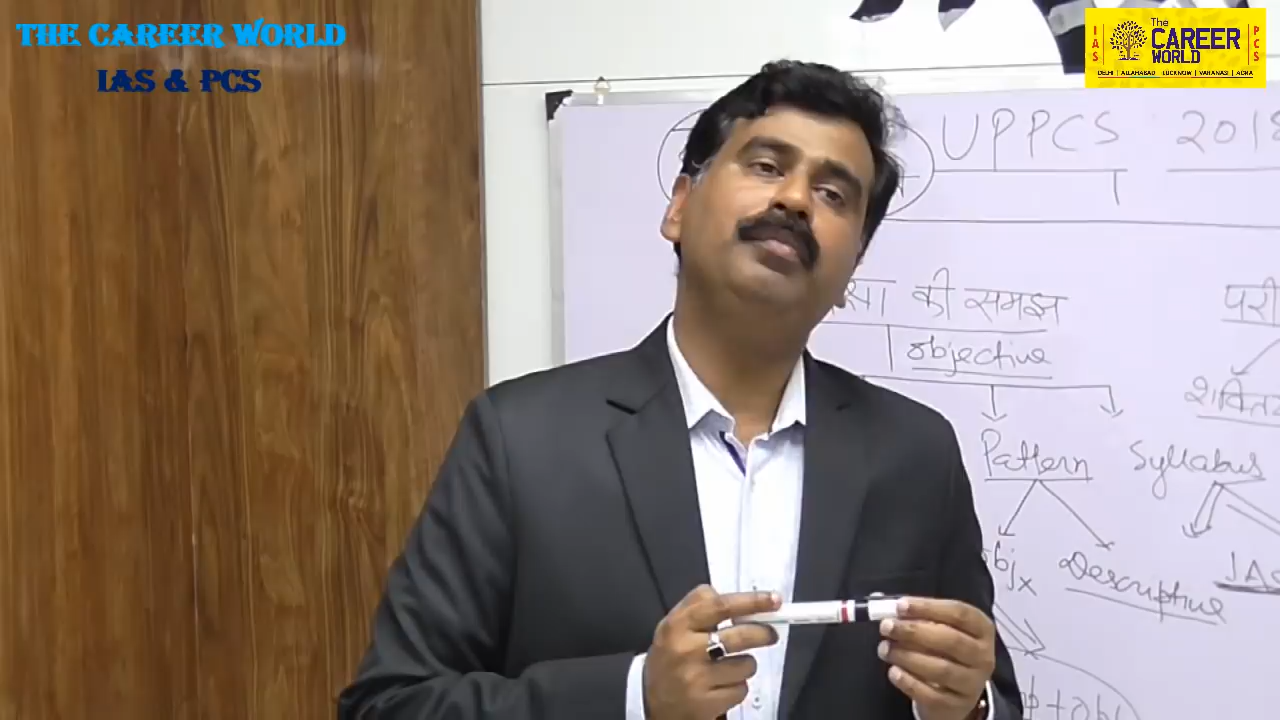 THE CAREER WORLD
IAS & PCS
The
CAREER
WORLD
IAS
PCS
DELHI | ALLAHABAD | LUCKNOW | VARANASI | AGRA
UPPCS 2018
की समझ
objective
Pattern
Syllabus
Descriptive